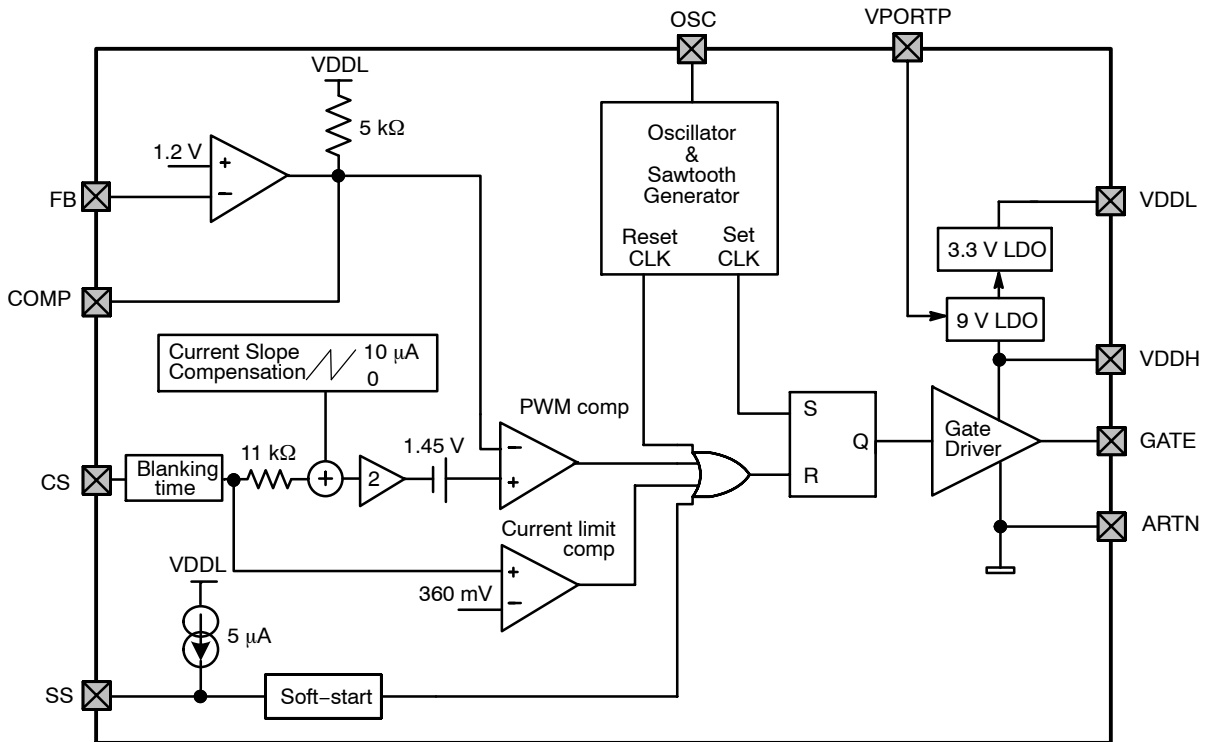 OSC
VPORTP
VDDL
5 kΩ
1.2 V
+
−
FB
Oscillator
&
Sawtooth
Generator
Reset
CLK
Set
CLK
VDDL
3.3 V LDO
COMP
9 V LDO
Current Slope
Compensation
10 μA
0
VDDH
PWM comp
S
Q
R
Gate
Driver
GATE
1.45 V
−
+
11 kΩ
CS
Blanking
time
+
2
Current limit
comp
ARTN
VDDL
+
−
360 mV
5 μA
SS
Soft−start